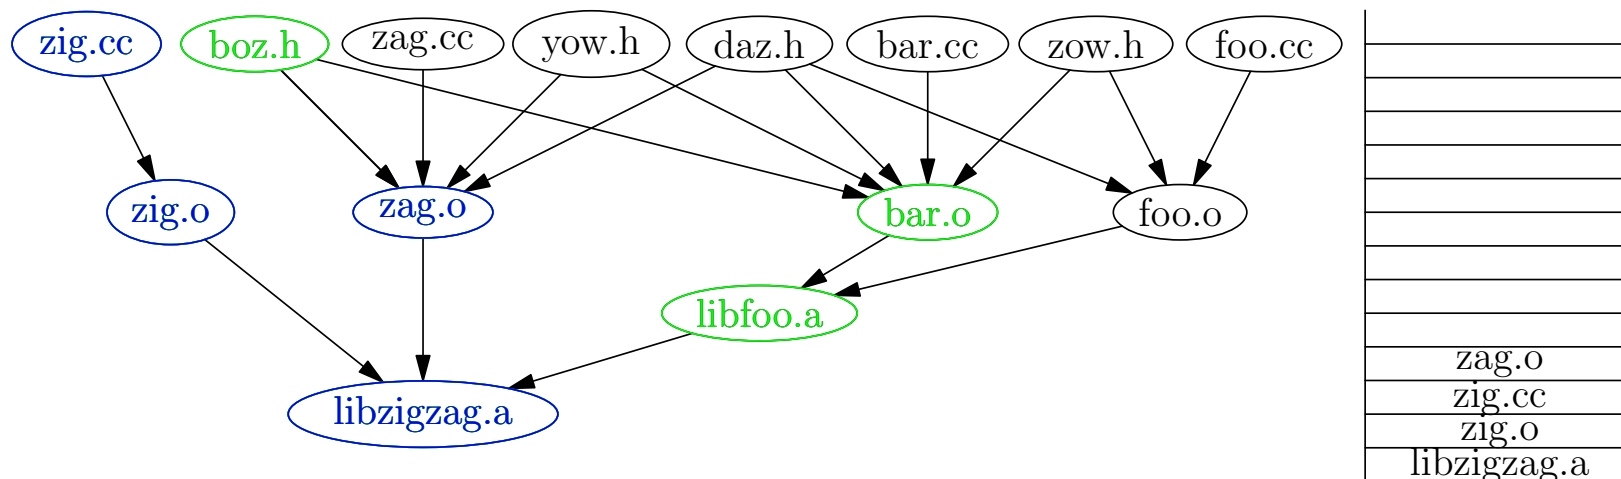 zig.cc boz.h zag.cc yow.h daz.h bar.cc zow.h foo.cc
zig.o zag.o bar.o foo.o
libfoo.a
libzigzag.a
zag.o
zig.cc
zig.o
libzigzag.a